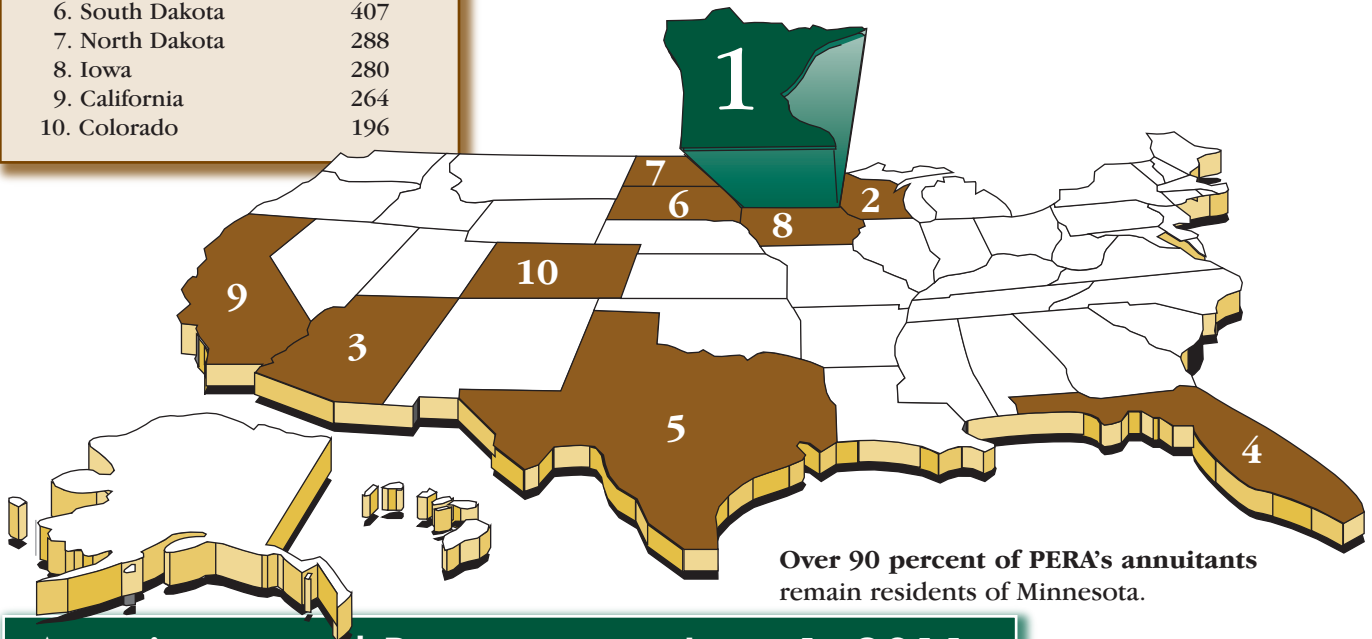 6. South Dakota 407
7. North Dakota 288
8. Iowa 280
9. California 264
10. Colorado 196
1
7
6
2
8
10
9
3
5
4
Over 90 percent of PERA's annuitants
remain residents of Minnesota.